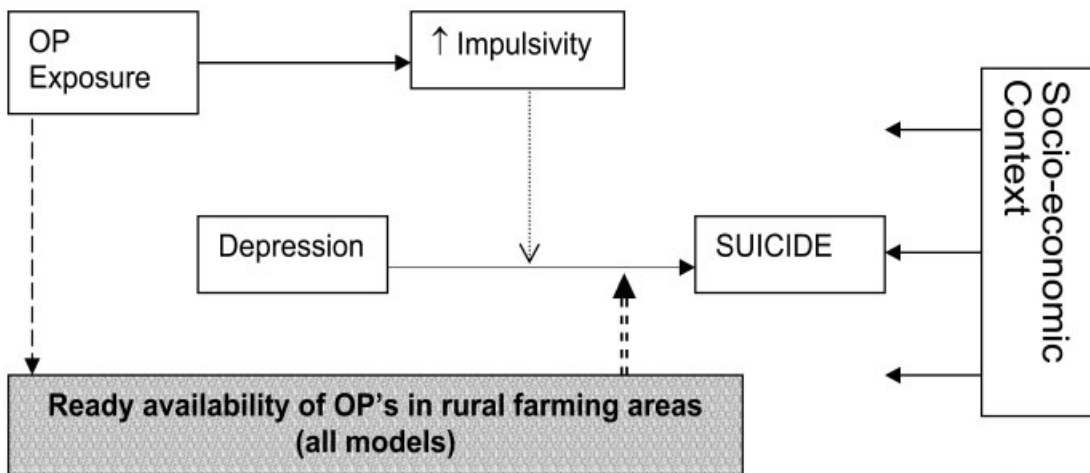 OP
Exposure
↑ Impulsivity
Depression
SUICIDE
Ready availability of OP's in rural farming areas
(all models)
Socio-economic
Context